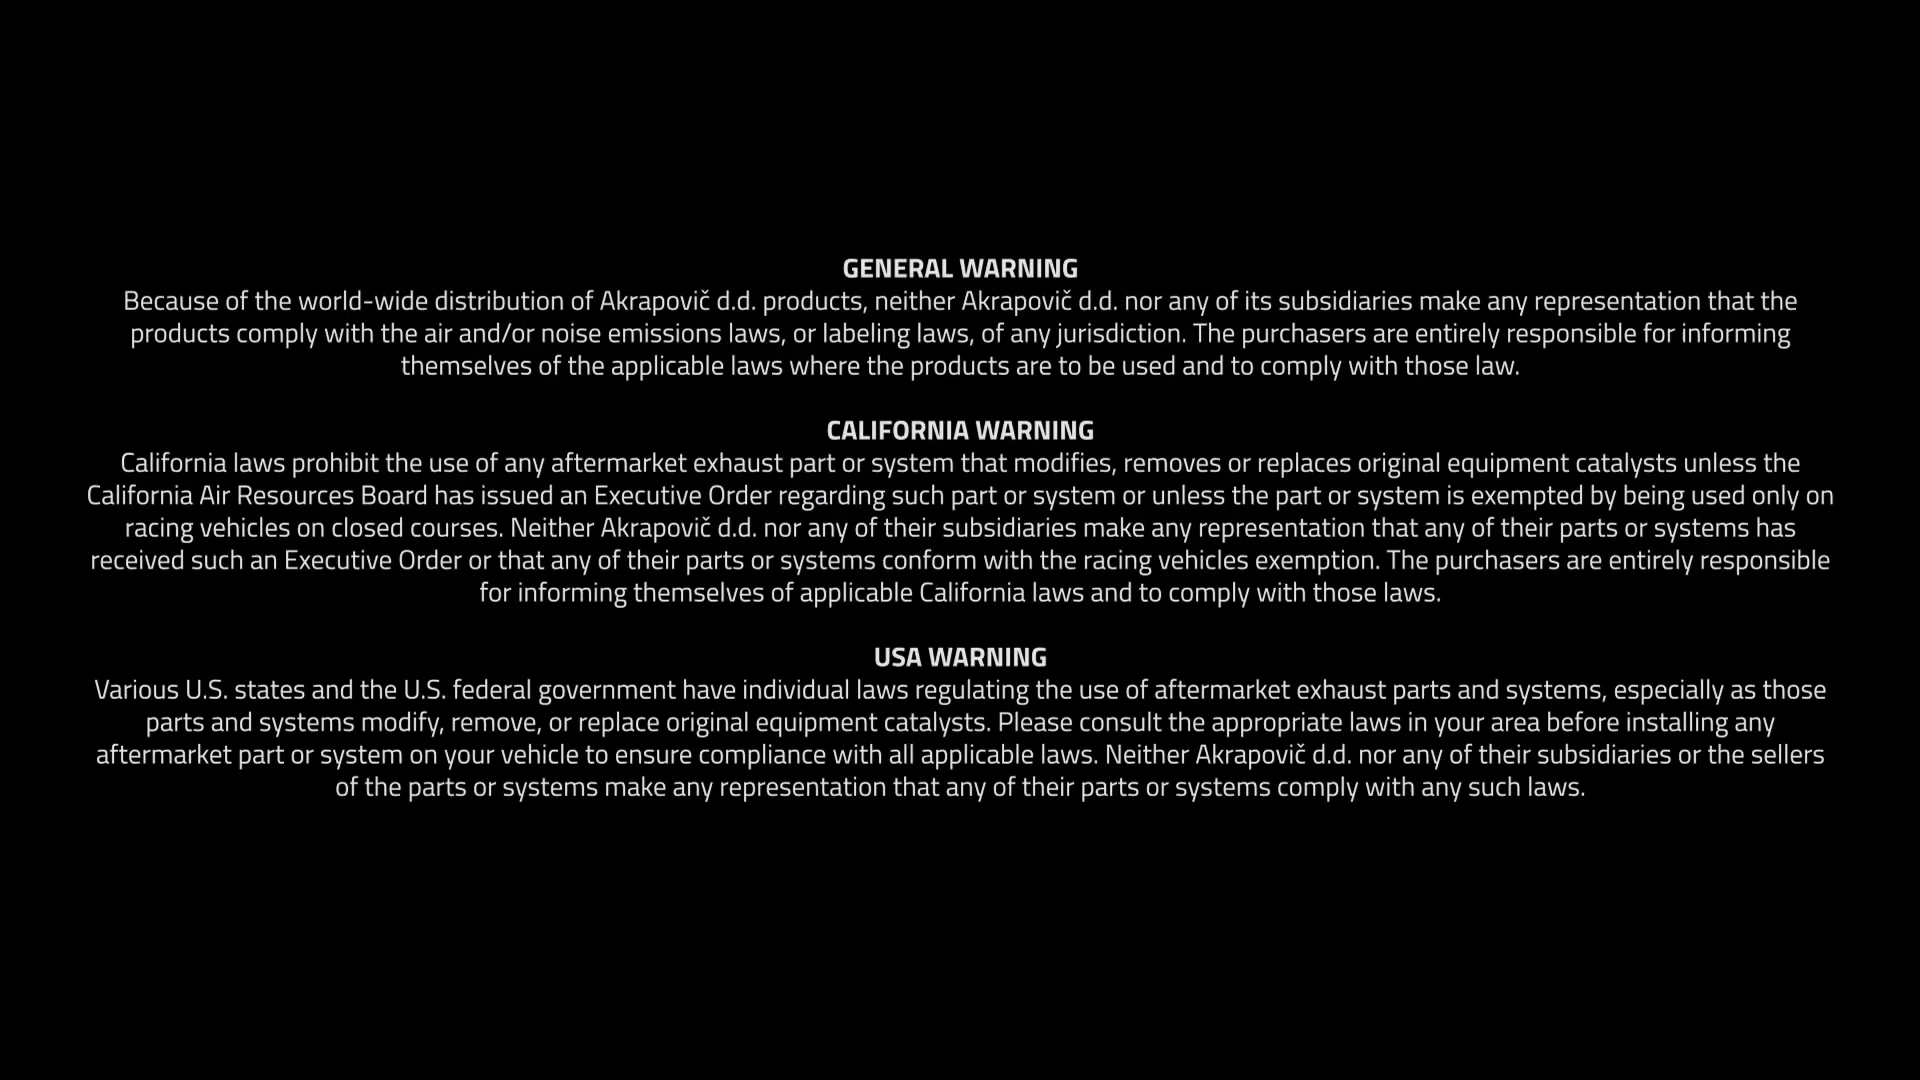 GENERAL WARNING
Because of the world-wide distribution of Akrapovič d.d. products, neither Akrapovič d.d. nor any of its subsidiaries make any representation that the
products comply with the air and/or noise emissions laws, or labeling laws, of any jurisdiction. The purchasers are entirely responsible for informing
themselves of the applicable laws where the products are to be used and to comply with those law.
CALIFORNIA WARNING
California laws prohibit the use of any aftermarket exhaust part or system that modifies, removes or replaces original equipment catalysts unless the
California Air Resources Board has issued an Executive Order regarding such part or system or unless the part or system is exempted by being used only on
racing vehicles on closed courses. Neither Akrapovič d.d. nor any of their subsidiaries make any representation that any of their parts or systems has
received such an Executive Order or that any of their parts or systems conform with the racing vehicles exemption. The purchasers are entirely responsible
for informing themselves of applicable California laws and to comply with those laws.
USA WARNING
Various U.S. states and the U.S. federal government have individual laws regulating the use of aftermarket exhaust parts and systems, especially as those
parts and systems modify, remove, or replace original equipment catalysts. Please consult the appropriate laws in your area before installing any
aftermarket part or system on your vehicle to ensure compliance with all applicable laws. Neither Akrapovič d.d. nor any of their subsidiaries or the sellers
of the parts or systems make any representation that any of their parts or systems comply with any such laws.